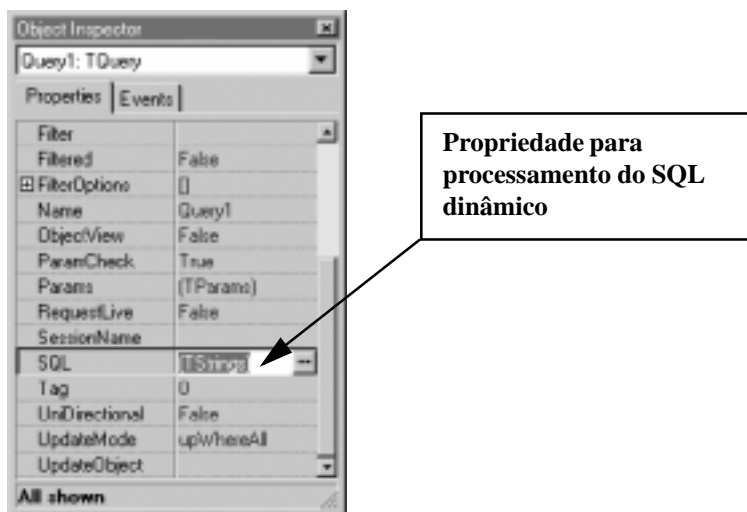 Object Inspector
Query1: TQuery
Properties Events
Filter
Filtered False
FilterOptions []
Name Query1
ObjectView False
ParamCheck True
Params (TParams)
RequestLive False
SessionName
SQL (TStrings) ...
Tag 0
UniDirectional False
UpdateMode upWhereAll
UpdateObject
All shown
Propriedade para
processamento do SQL
dinâmico